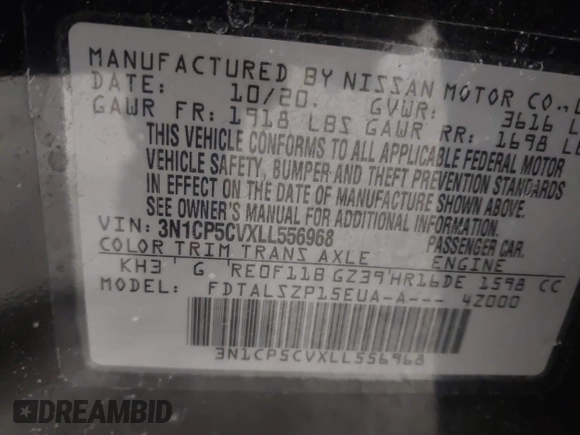 MANUFACTURED BY NISSAN MOTOR CO.,
DATE: 10/20. GVWR: 3616 L
GAWR FR: 1918 LBS GAWR RR: 1698 LB
THIS VEHICLE CONFORMS TO ALL APPLICABLE FEDERAL MOTOR
VEHICLE SAFETY, BUMPER AND THEFT PREVENTION STANDARDS
IN EFFECT ON THE DATE OF MANUFACTURE SHOWN ABOVE.
SEE OWNER'S MANUAL FOR ADDITIONAL INFORMATION.
VIN: 3N1CP5CVXLL556968 PASSENGER CAR.
COLOR TRIM TRANS AXLE ENGINE
KH3 ' G ' RE0F11B GZ39'HR16DE 1598 CC
MODEL: FDTALSZP15EUA-A--- 4Z000
3N1CP5CVXLL556968
DREAMBID